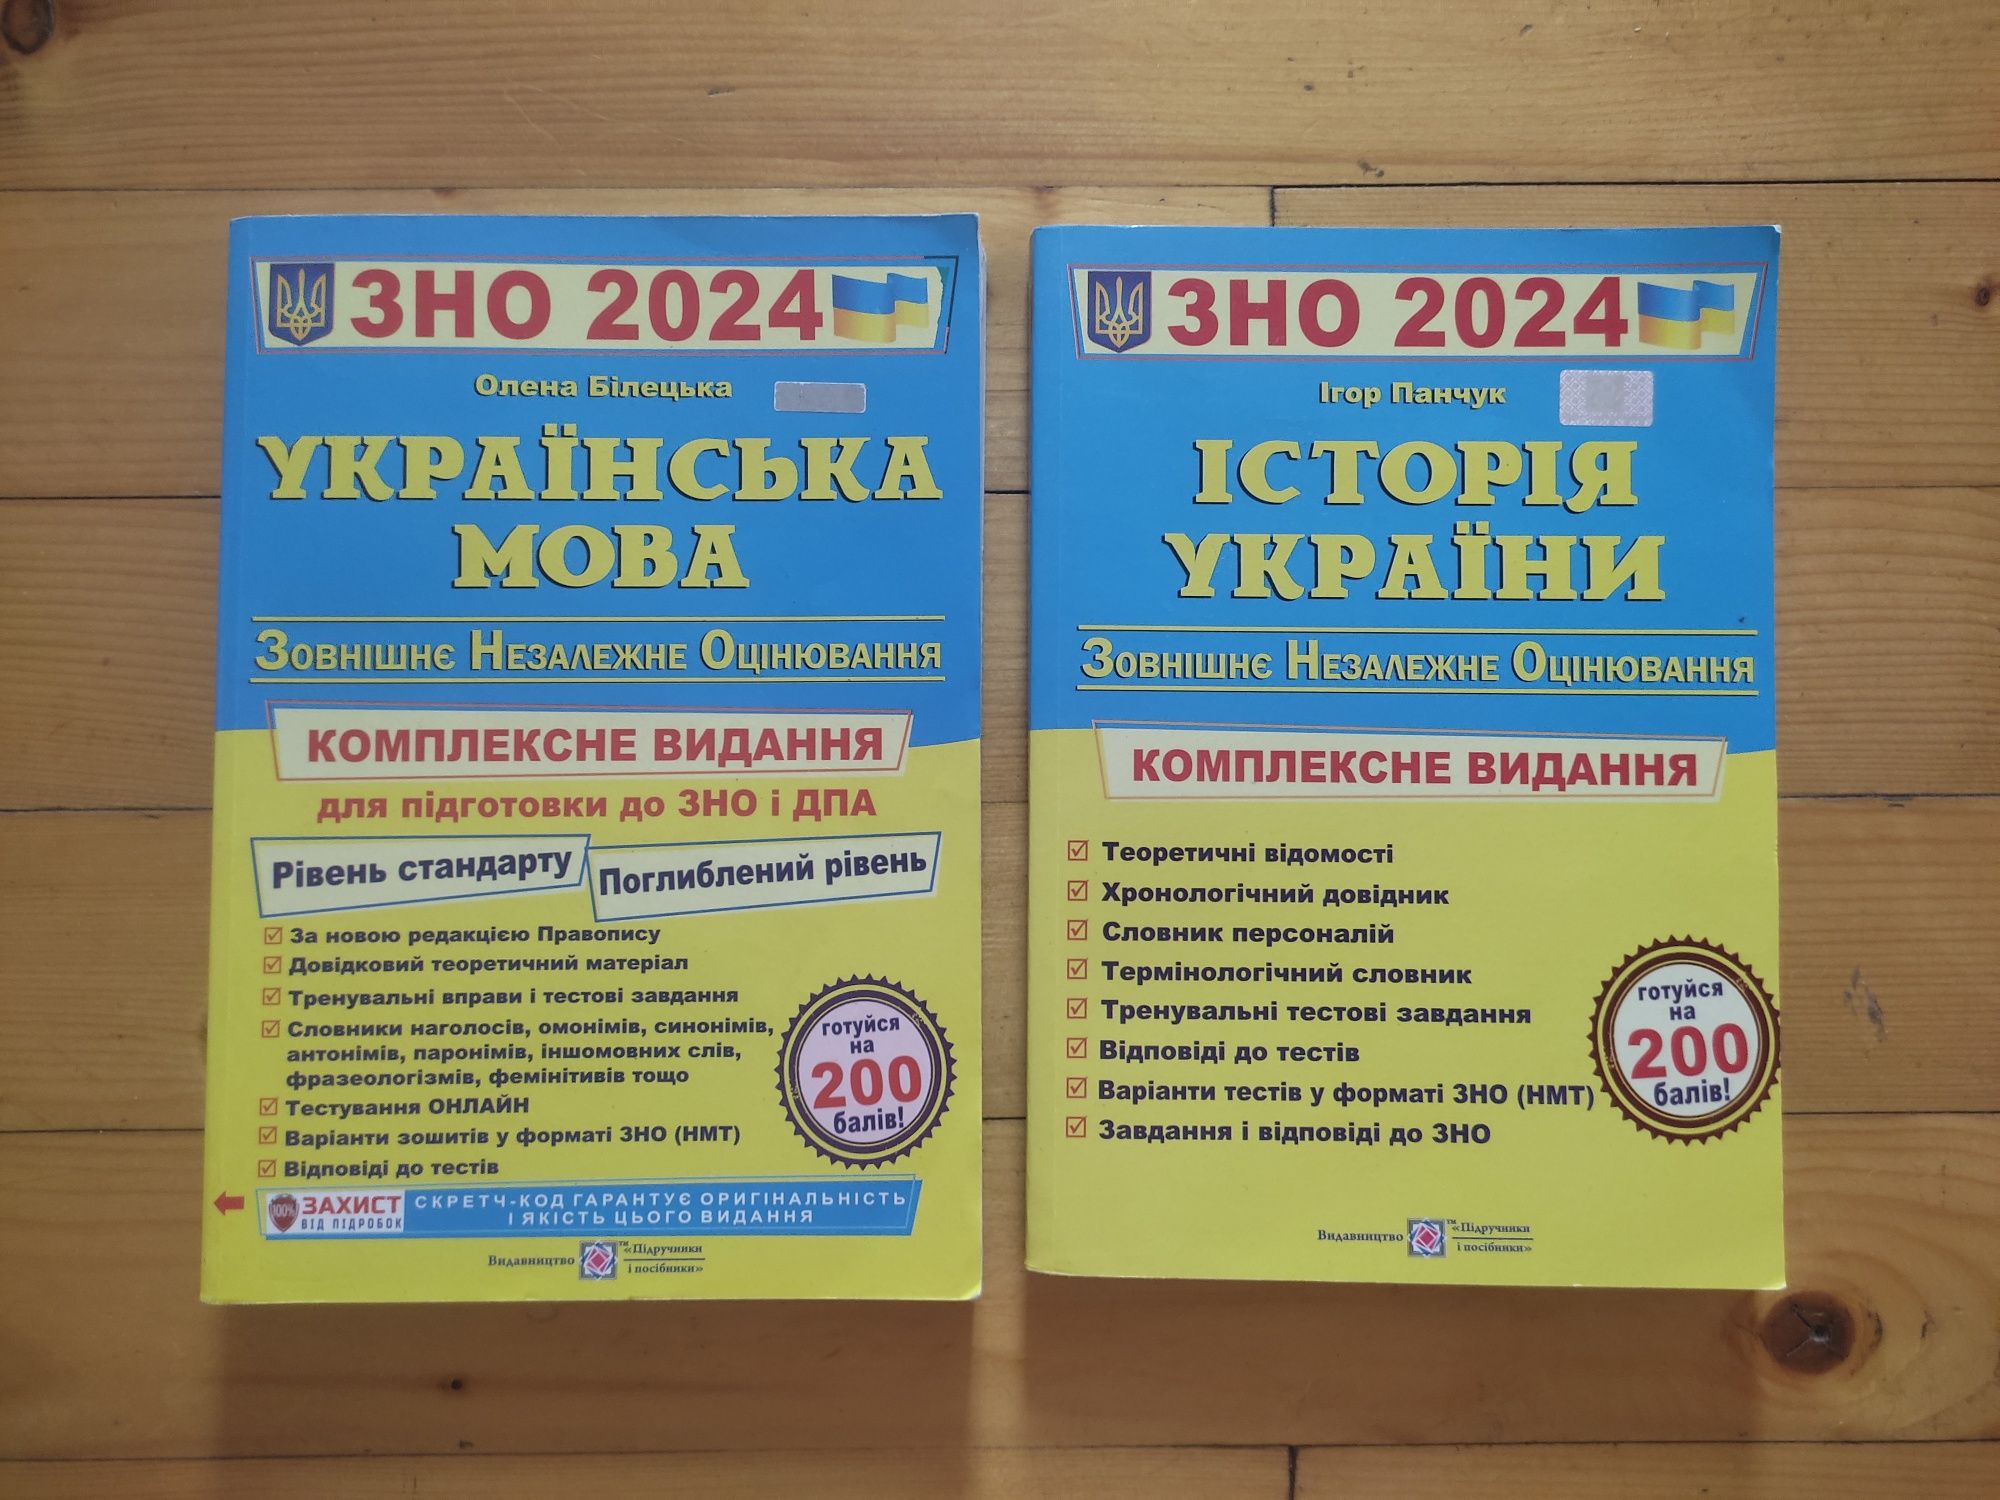 ЗНО 2024
Олена Білецька
УКРАЇНСЬКА
МОВА
Зовнішнє Незалежне Оцінювання
КОМПЛЕКСНЕ ВИДАННЯ
для підготовки до ЗНО і ДПА
Рівень стандарту
Поглиблений рівень
За новою редакцією Правопису
Довідковий теоретичний матеріал
Тренувальні вправи і тестові завдання
Словники наголосів, омонімів, синонімів,
антонімів, паронімів, іншомовних слів,
фразеологізмів, фемінітивів тощо
Тестування ОНЛАЙН
Варіанти зошитів у форматі ЗНО (НМТ)
Відповіді до тестів
готуйся
на
200
балів!
100%
ЗАХИСТ
ВІД ПІДРОБОК
СКРЕТЧ-КОД ГАРАНТУЄ ОРИГІНАЛЬНІСТЬ
І ЯКІСТЬ ЦЬОГО ВИДАННЯ
Видавництво
TM
«Підручники
і посібники»
ЗНО 2024
Ігор Панчук
ІСТОРІЯ
УКРАЇНИ
Зовнішнє Незалежне Оцінювання
КОМПЛЕКСНЕ ВИДАННЯ
Теоретичні відомості
Хронологічний довідник
Словник персоналій
Термінологічний словник
Тренувальні тестові завдання
Відповіді до тестів
Варіанти тестів у форматі ЗНО (НМТ)
Завдання і відповіді до ЗНО
готуйся
на
200
балів!
Видавництво
TM
«Підручники
і посібники»